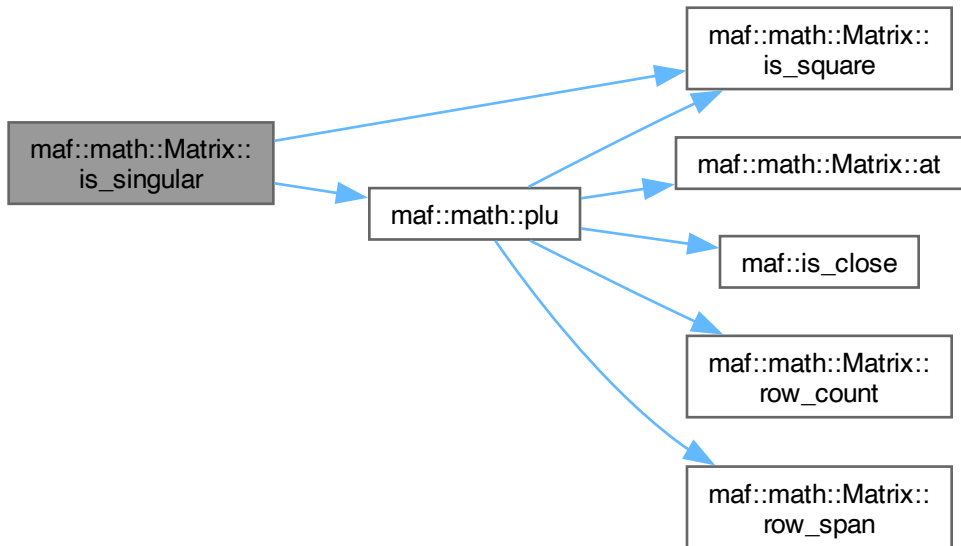 maf::math::Matrix::
is_singular
maf::math::plu
maf::math::Matrix::
is_square
maf::math::Matrix::at
maf::is_close
maf::math::Matrix::
row_count
maf::math::Matrix::
row_span